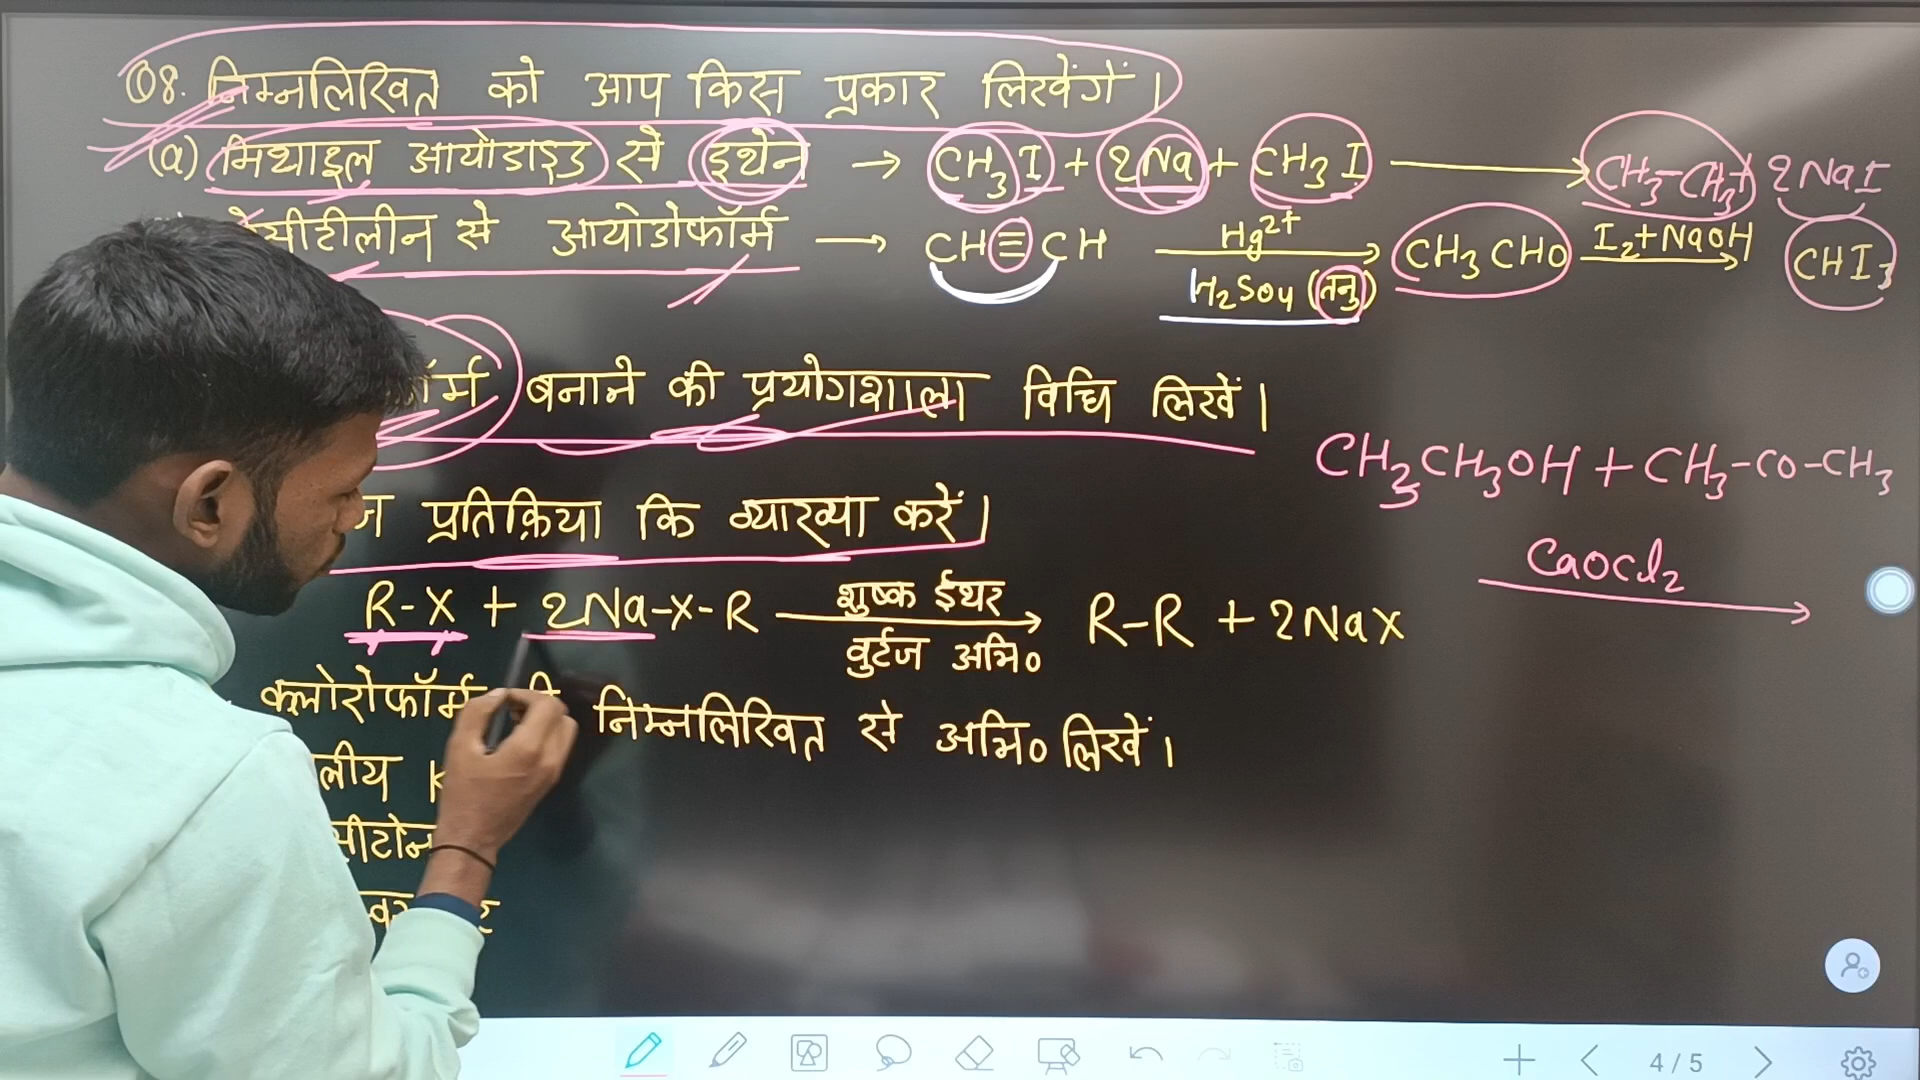 Q8. निम्नलिखित को आप किस प्रकार लिखेंगें।
(a) मिथाइल आयोडाइड से इथेन → CH₃I + 2Na + CH₃I ⟶ CH₃-CH₃+ 2NaI
सीटीलीन से आयोडोफॉर्म → CH≡CH Hg²⁺ H₂SO₄ (तनु) ⟶ CH₃CHO I₂+NaOH ⟶ CHI₃
र्म बनाने की प्रयोगशाला विधि लिखें।
CH₂CH₃OH + CH₃-CO-CH₃
CaOCl₂ ⟶
ज प्रतिक्रिया कि व्याख्या करें।
R-X + 2Na-X-R शुष्क ईथर वुर्टज अभि० ⟶ R-R + 2NaX
क्लोरोफॉर्म निम्नलिखित से अभि० लिखें।
लीय K
सीटोन
4/5